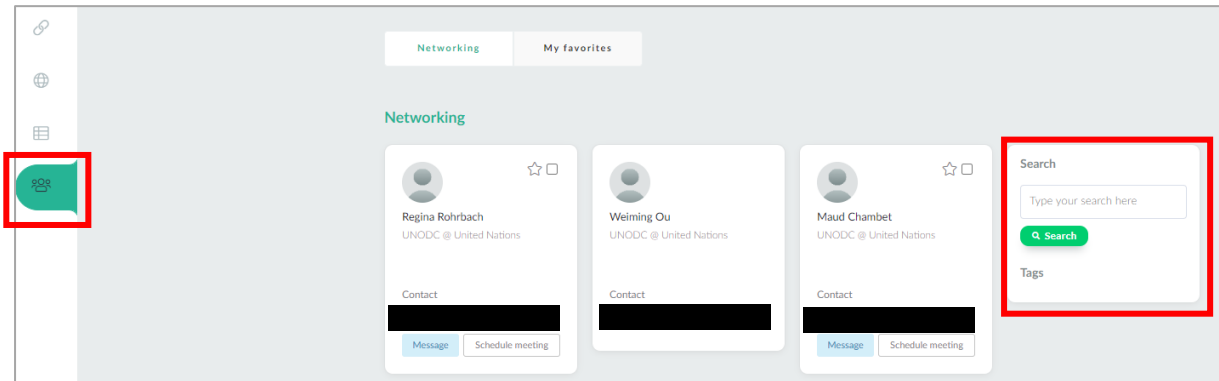 Networking
My favorites
Networking
Regina Rohrbach
UNODC @ United Nations
Contact
Message
Schedule meeting
Weiming Ou
UNODC @ United Nations
Contact
Maud Chambet
UNODC @ United Nations
Contact
Message
Schedule meeting
Search
Type your search here
Search
Tags